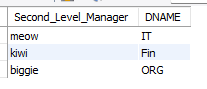 Second_Level_Manager DNAME
meow IT
kiwi Fin
biggie ORG